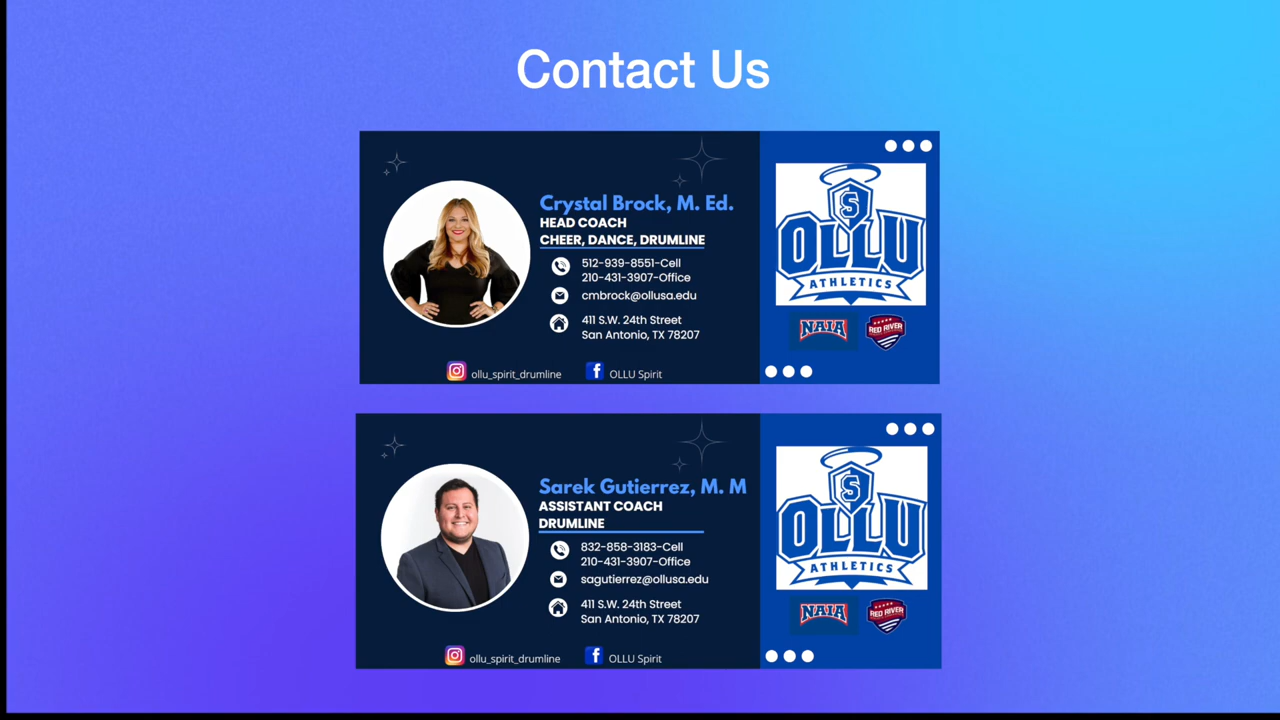 Contact Us
Crystal Brock, M. Ed.
HEAD COACH
CHEER, DANCE, DRUMLINE
512-939-8551-Cell
210-431-3907-Office
cmbrock@ollusa.edu
411 S.W. 24th Street
San Antonio, TX 78207
ollu_spirit_drumline
OLLU Spirit
S
OLLU
ATHLETICS
NAIA
RED RIVER
Sarek Gutierrez, M. M
ASSISTANT COACH
DRUMLINE
832-858-3183-Cell
210-431-3907-Office
sagutierrez@ollusa.edu
411 S.W. 24th Street
San Antonio, TX 78207
ollu_spirit_drumline
OLLU Spirit
S
OLLU
ATHLETICS
NAIA
RED RIVER